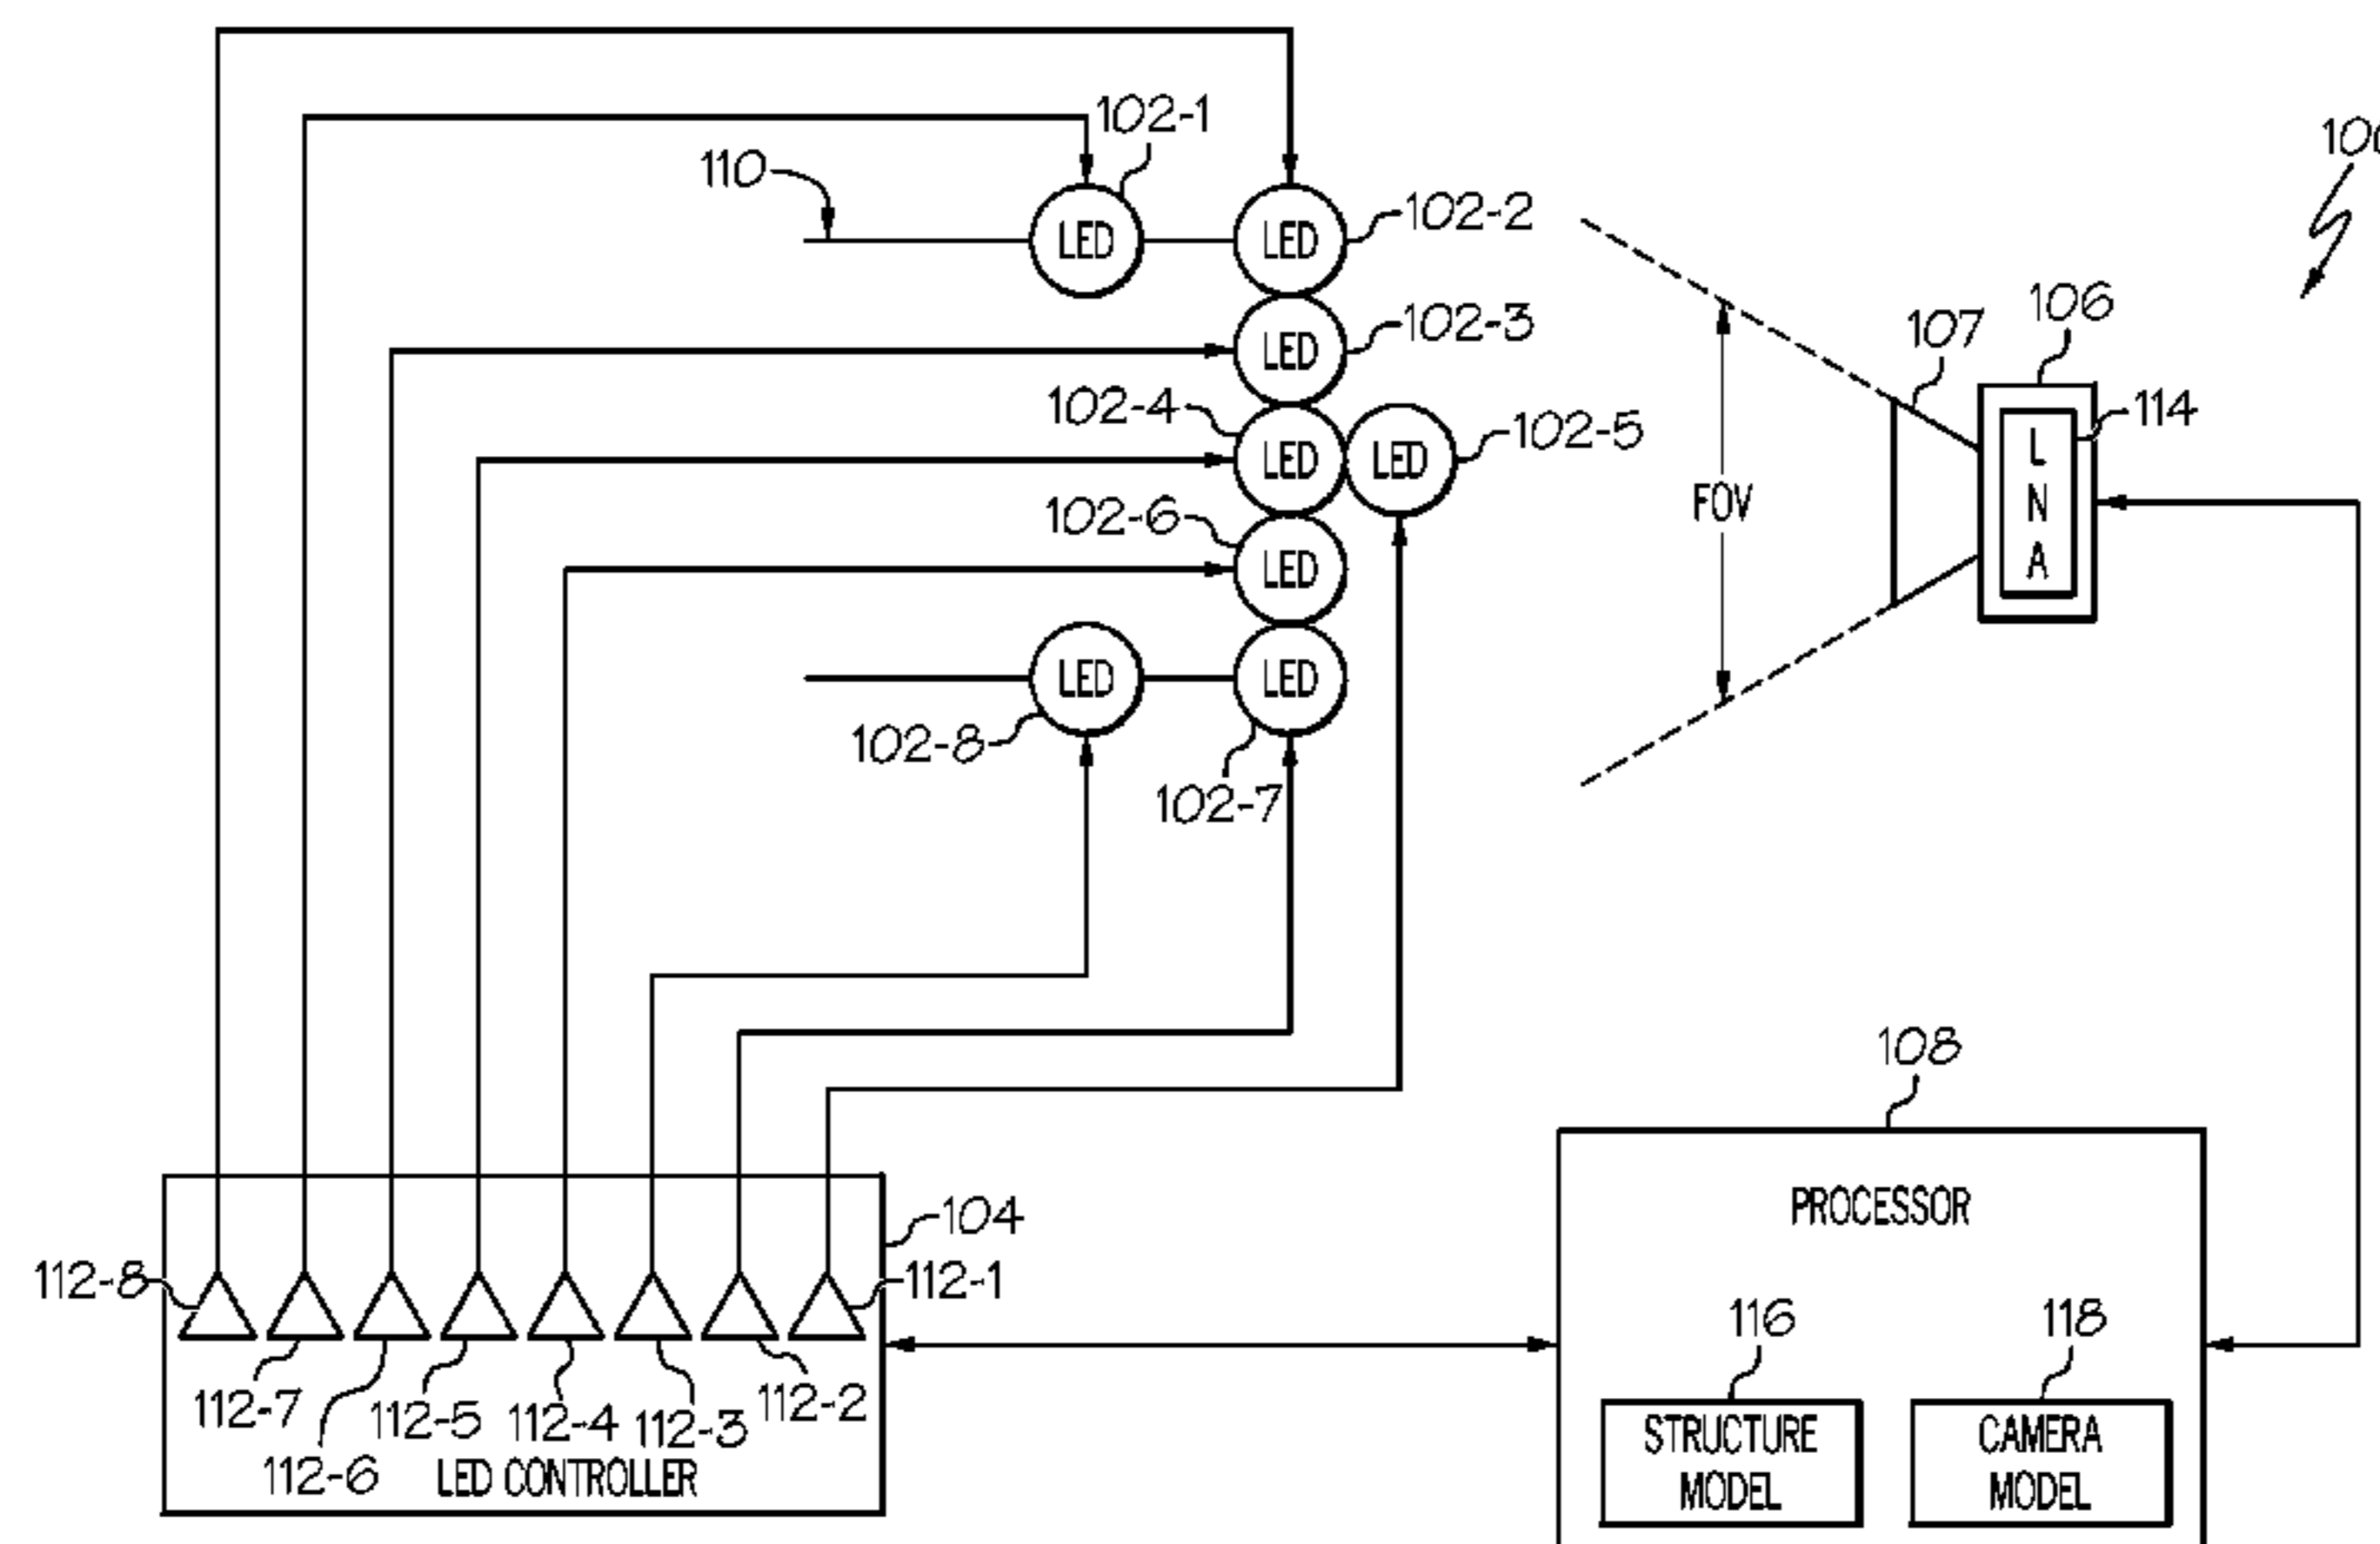 102-1
100
110
LED
LED
102-2
106
102-3
107
LED
102-4
114
102-5
LED
LED
L
N
A
FOV
102-6
LED
LED
LED
102-8
102-7
108
104
PROCESSOR
112-8
112-1
116
118
112-7
112-5
112-4
112-3
112-2
STRUCTURE
MODEL
CAMERA
MODEL
112-6
LED CONTROLLER